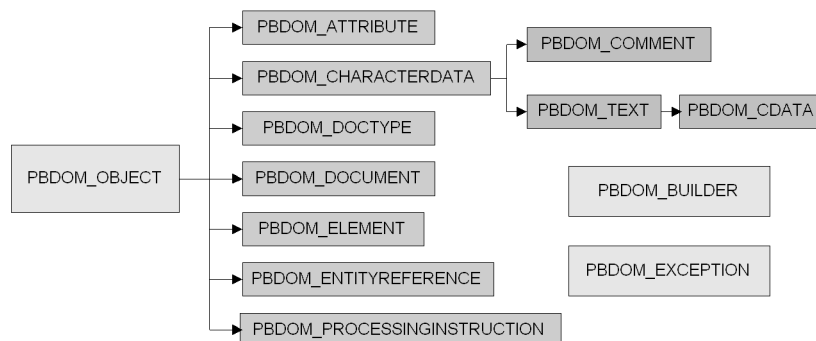 PBDOM_ATTRIBUTE
PBDOM_COMMENT
PBDOM_CHARACTERDATA
PBDOM_TEXT
PBDOM_CDATA
PBDOM_DOCTYPE
PBDOM_OBJECT
PBDOM_DOCUMENT
PBDOM_BUILDER
PBDOM_ELEMENT
PBDOM_ENTITYREFERENCE
PBDOM_EXCEPTION
PBDOM_PROCESSINGINSTRUCTION